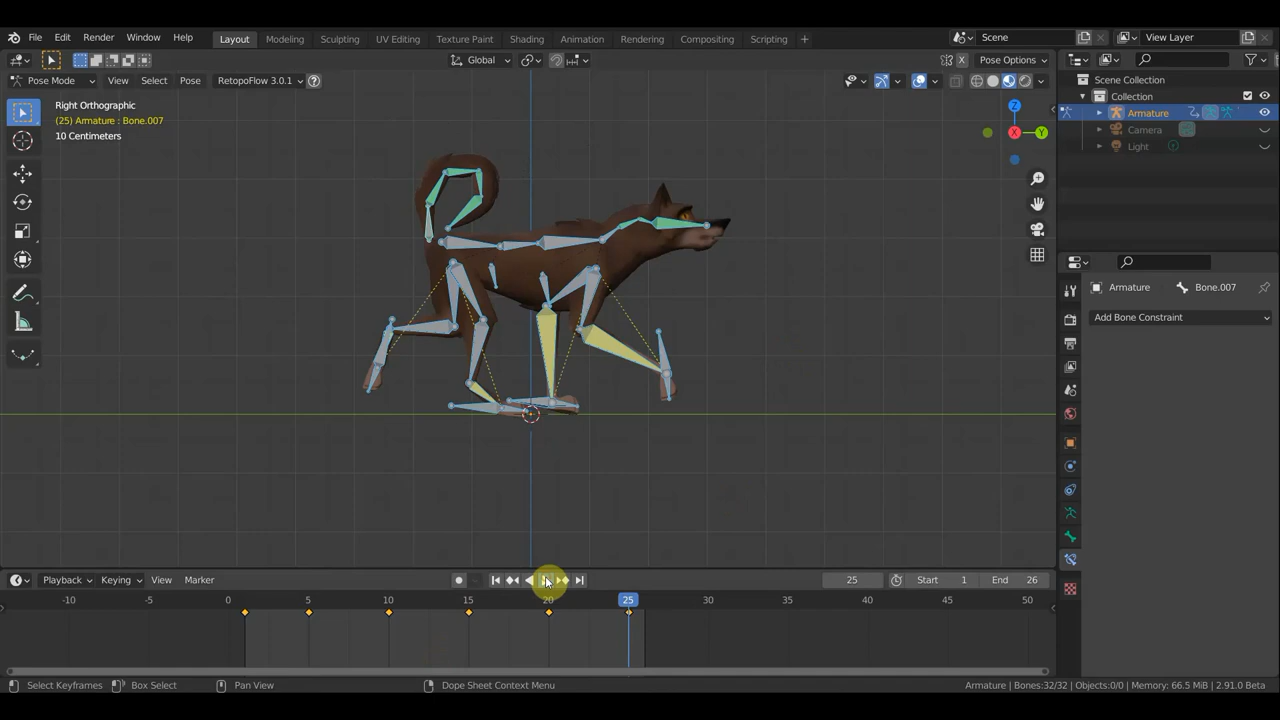 File Edit Render Window Help Layout Modeling Sculpting UV Editing Texture Paint Shading Animation Rendering Compositing Scripting + Scene View Layer
Global X Pose Options
Pose Mode View Select Pose RetopoFlow 3.0.1
Right Orthographic
(25) Armature : Bone.007
10 Centimeters
Z
X
Y
Scene Collection
Collection
Armature
Camera
Light
Armature Bone.007
Add Bone Constraint
Playback Keying View Marker 25 Start 1 End 26
-10 -5 0 5 10 15 20 25 30 35 40 45 50
Select Keyframes Box Select Pan View Dope Sheet Context Menu Armature | Bones:32/32 | Objects:0/0 | Memory: 66.5 MiB | 2.91.0 Beta